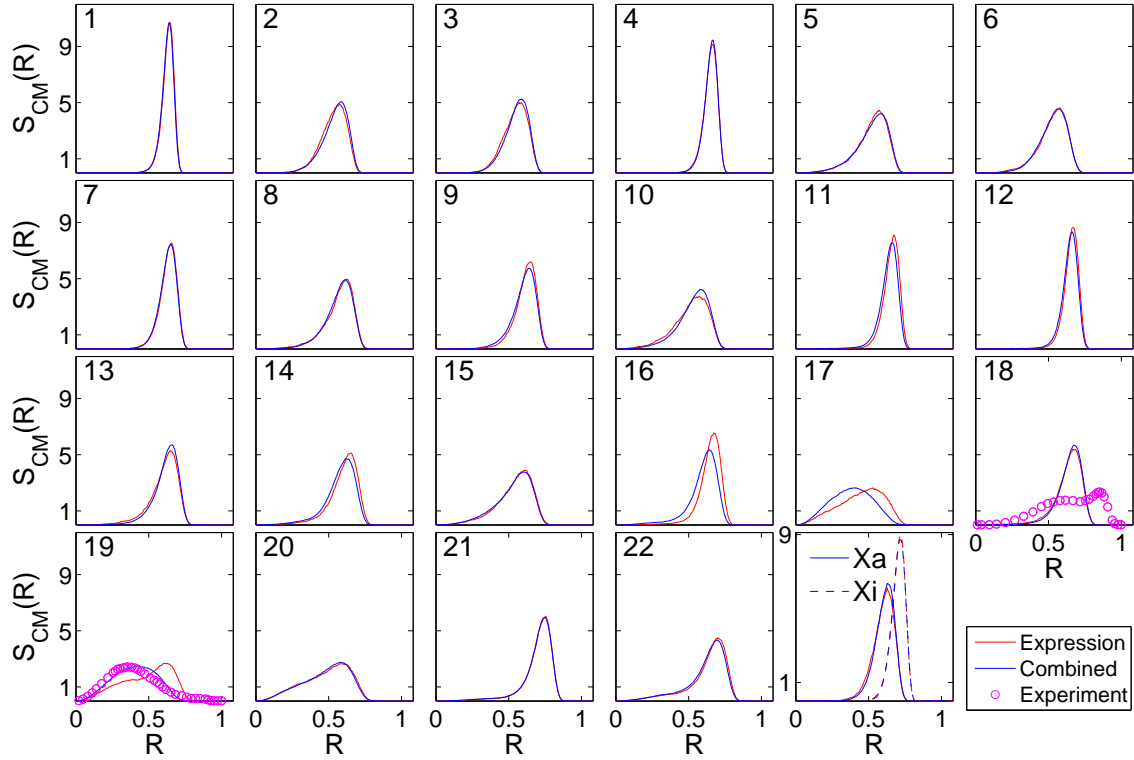 1 2 3 4 5 6
S_CM(R)
9
5
1
7 8 9 10 11 12
S_CM(R)
9
5
1
13 14 15 16 17 18
S_CM(R)
9
5
1
0 0.5 1
R
19 20 21 22
S_CM(R)
9
5
1
9
1
Xa
Xi
0 0.5 1 0 0.5 1 0 0.5 1 0 0.5 1 0 0.5 1
R R R R R
Expression
Combined
Experiment